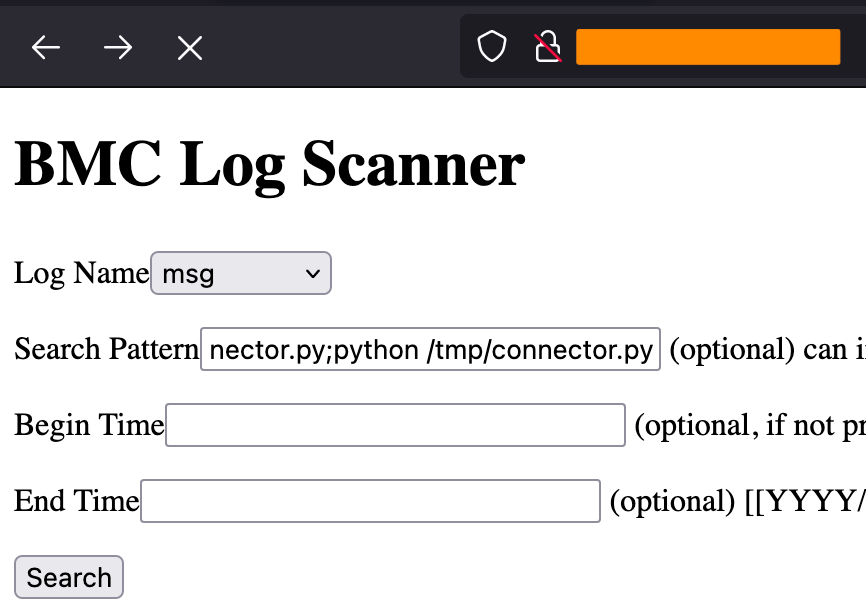 BMC Log Scanner
Log Name msg
Search Pattern nector.py;python /tmp/connector.py (optional) can
Begin Time (optional, if not
End Time (optional) [[YYYY/
Search